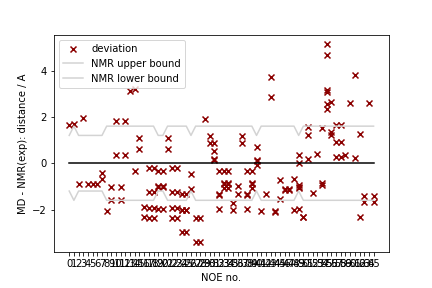 deviation
NMR upper bound
NMR lower bound
MD - NMR(exp): distance / A
4
2
0
−2
NOE no.